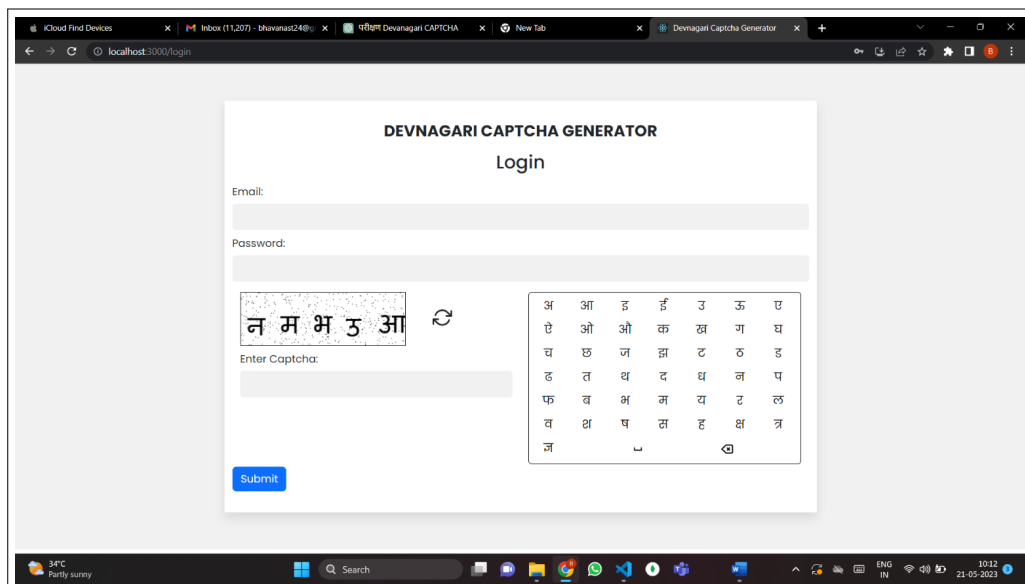 iCloud Find Devices
Inbox (11,207) - bhavanast24@g
परीक्षण Devanagari CAPTCHA
New Tab
Devnagari Captcha Generator
localhost:3000/login
B
DEVNAGARI CAPTCHA GENERATOR
Login
Email:
Password:
न म भ उ आ
Enter Captcha:
अ आ इ ई उ ऊ ए
ऐ ओ औ क ख ग घ
च छ ज झ ट ठ ड
ढ त थ द ध न प
फ ब भ म य र ल
व श ष स ह क्ष त्र
ज्ञ
Submit
34°C
Partly sunny
Search
ENG
IN
10:12
21-05-2023